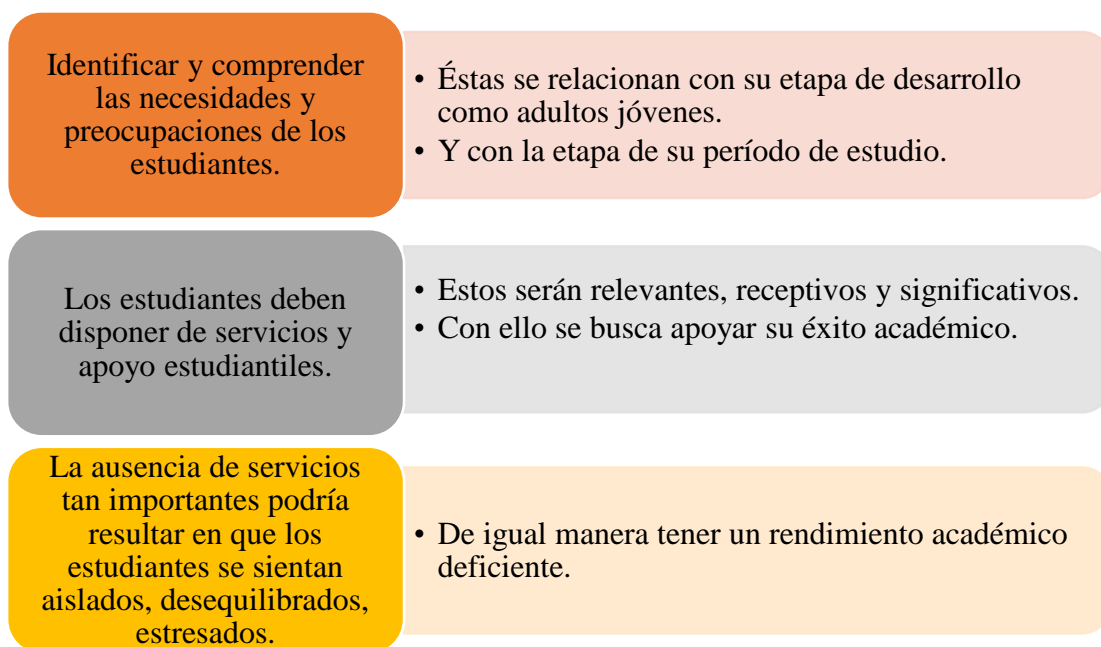 Identificar y comprender
las necesidades y
preocupaciones de los
estudiantes.
• Éstas se relacionan con su etapa de desarrollo
como adultos jóvenes.
• Y con la etapa de su período de estudio.
Los estudiantes deben
disponer de servicios y
apoyo estudiantiles.
• Estos serán relevantes, receptivos y significativos.
• Con ello se busca apoyar su éxito académico.
La ausencia de servicios
tan importantes podría
resultar en que los
estudiantes se sientan
aislados, desequilibrados,
estresados.
• De igual manera tener un rendimiento académico
deficiente.